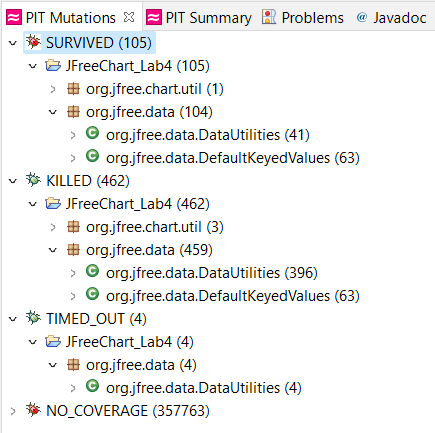 PIT Mutations PIT Summary Problems @ Javadoc
SURVIVED (105)
JFreeChart_Lab4 (105)
org.jfree.chart.util (1)
org.jfree.data (104)
org.jfree.data.DataUtilities (41)
org.jfree.data.DefaultKeyedValues (63)
KILLED (462)
JFreeChart_Lab4 (462)
org.jfree.chart.util (3)
org.jfree.data (459)
org.jfree.data.DataUtilities (396)
org.jfree.data.DefaultKeyedValues (63)
TIMED_OUT (4)
JFreeChart_Lab4 (4)
org.jfree.data (4)
org.jfree.data.DataUtilities (4)
NO_COVERAGE (357763)